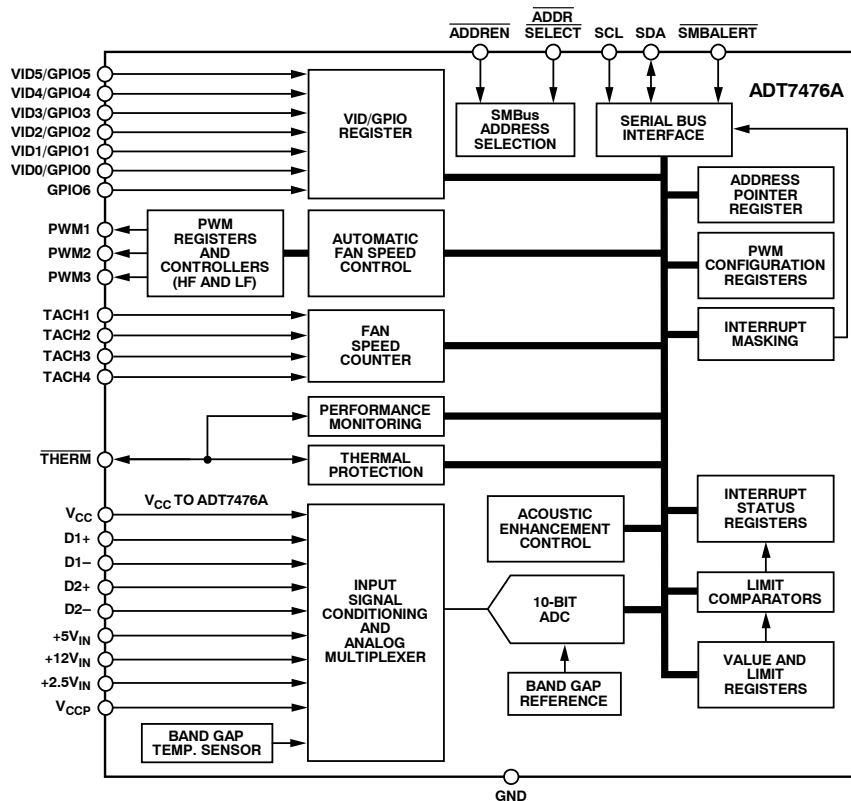 ADDREN
ADDR
SELECT
SCL
SDA
SMBALERT
ADT7476A
VID5/GPIO5
VID4/GPIO4
VID3/GPIO3
VID2/GPIO2
VID1/GPIO1
VID0/GPIO0
GPIO6
VID/GPIO
REGISTER
SMBus
ADDRESS
SELECTION
SERIAL BUS
INTERFACE
ADDRESS
POINTER
REGISTER
PWM1
PWM2
PWM3
PWM
REGISTERS
AND
CONTROLLERS
(HF AND LF)
AUTOMATIC
FAN SPEED
CONTROL
PWM
CONFIGURATION
REGISTERS
TACH1
TACH2
TACH3
TACH4
FAN
SPEED
COUNTER
INTERRUPT
MASKING
PERFORMANCE
MONITORING
THERM
THERMAL
PROTECTION
VCC
D1+
D1–
D2+
D2–
+5VIN
+12VIN
+2.5VIN
VCCP
VCC TO ADT7476A
INPUT
SIGNAL
CONDITIONING
AND
ANALOG
MULTIPLEXER
ACOUSTIC
ENHANCEMENT
CONTROL
INTERRUPT
STATUS
REGISTERS
10-BIT
ADC
LIMIT
COMPARATORS
BAND GAP
REFERENCE
VALUE AND
LIMIT
REGISTERS
BAND GAP
TEMP. SENSOR
GND